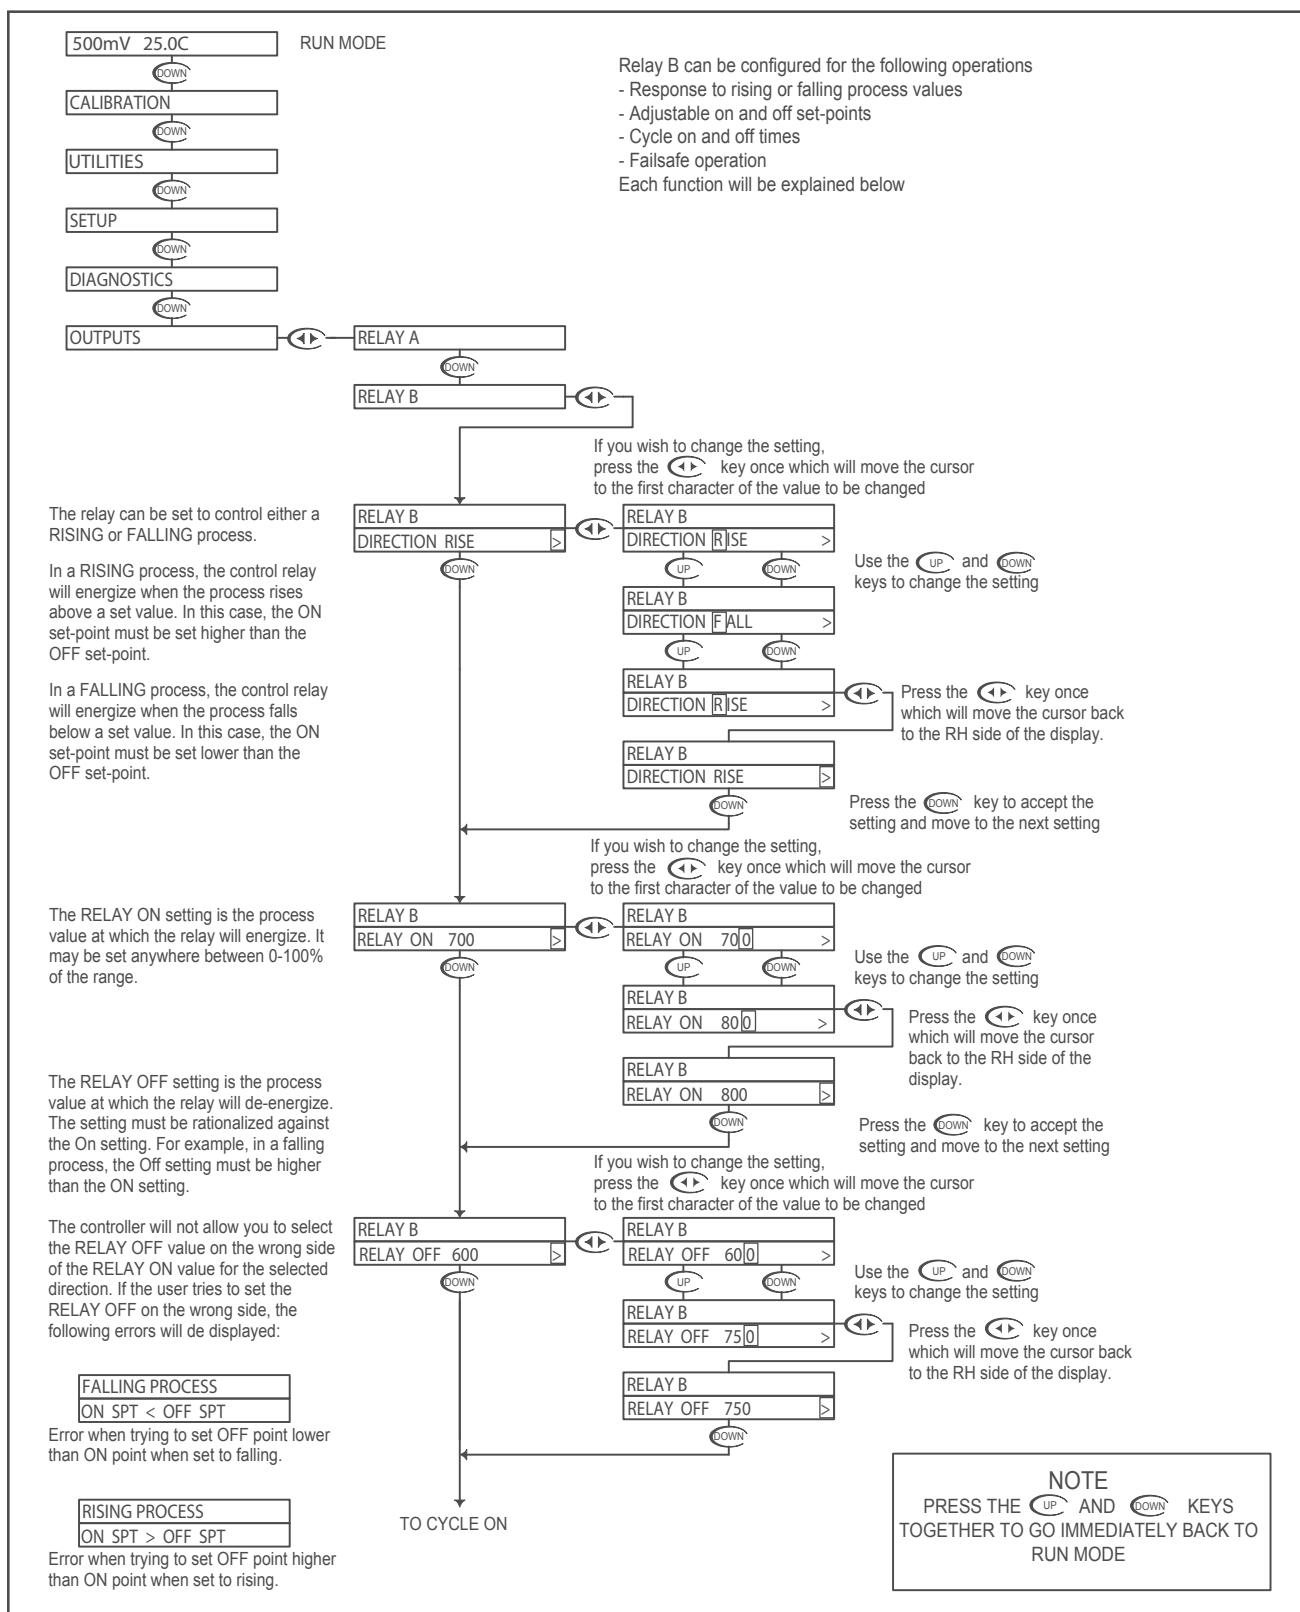 500mV 25.0C
RUN MODE
DOWN
CALIBRATION
DOWN
UTILITIES
DOWN
SETUP
DOWN
DIAGNOSTICS
DOWN
OUTPUTS
RELAY A
DOWN
RELAY B
Relay B can be configured for the following operations
- Response to rising or falling process values
- Adjustable on and off set-points
- Cycle on and off times
- Failsafe operation
Each function will be explained below
If you wish to change the setting,
press the key once which will move the cursor
to the first character of the value to be changed
The relay can be set to control either a
RISING or FALLING process.
In a RISING process, the control relay
will energize when the process rises
above a set value. In this case, the ON
set-point must be set higher than the
OFF set-point.
In a FALLING process, the control relay
will energize when the process falls
below a set value. In this case, the ON
set-point must be set lower than the
OFF set-point.
RELAY B
DIRECTION RISE >
DOWN
RELAY B
DIRECTION RISE >
UP DOWN
Use the UP and DOWN
keys to change the setting
RELAY B
DIRECTION FALL >
UP DOWN
RELAY B
DIRECTION RISE >
Press the key once
which will move the cursor back
to the RH side of the display.
RELAY B
DIRECTION RISE >
DOWN
Press the DOWN key to accept the
setting and move to the next setting
If you wish to change the setting,
press the key once which will move the cursor
to the first character of the value to be changed
The RELAY ON setting is the process
value at which the relay will energize. It
may be set anywhere between 0-100%
of the range.
RELAY B
RELAY ON 700 >
DOWN
RELAY B
RELAY ON 700 >
UP DOWN
Use the UP and DOWN
keys to change the setting
RELAY B
RELAY ON 800 >
Press the key once
which will move the cursor
back to the RH side of the
display.
RELAY B
RELAY ON 800 >
DOWN
Press the DOWN key to accept the
setting and move to the next setting
The RELAY OFF setting is the process
value at which the relay will de-energize.
The setting must be rationalized against
the On setting. For example, in a falling
process, the Off setting must be higher
than the ON setting.
If you wish to change the setting,
press the key once which will move the cursor
to the first character of the value to be changed
The controller will not allow you to select
the RELAY OFF value on the wrong side
of the RELAY ON value for the selected
direction. If the user tries to set the
RELAY OFF on the wrong side, the
following errors will de displayed:
RELAY B
RELAY OFF 600 >
DOWN
RELAY B
RELAY OFF 600 >
UP DOWN
Use the UP and DOWN
keys to change the setting
RELAY B
RELAY OFF 750 >
Press the key once
which will move the cursor back
to the RH side of the display.
RELAY B
RELAY OFF 750 >
DOWN
FALLING PROCESS
ON SPT < OFF SPT
Error when trying to set OFF point lower
than ON point when set to falling.
RISING PROCESS
ON SPT > OFF SPT
Error when trying to set OFF point higher
than ON point when set to rising.
TO CYCLE ON
NOTE
PRESS THE UP AND DOWN KEYS
TOGETHER TO GO IMMEDIATELY BACK TO
RUN MODE